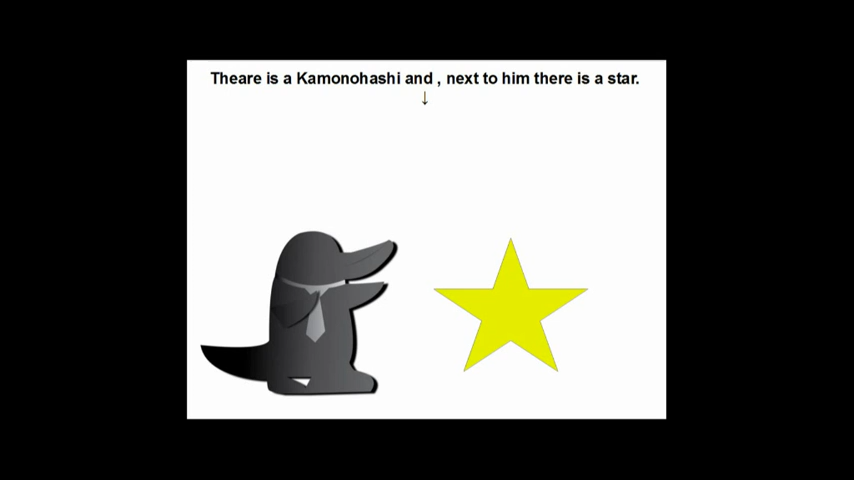 Theare is a Kamonohashi and , next to him there is a star.
↓